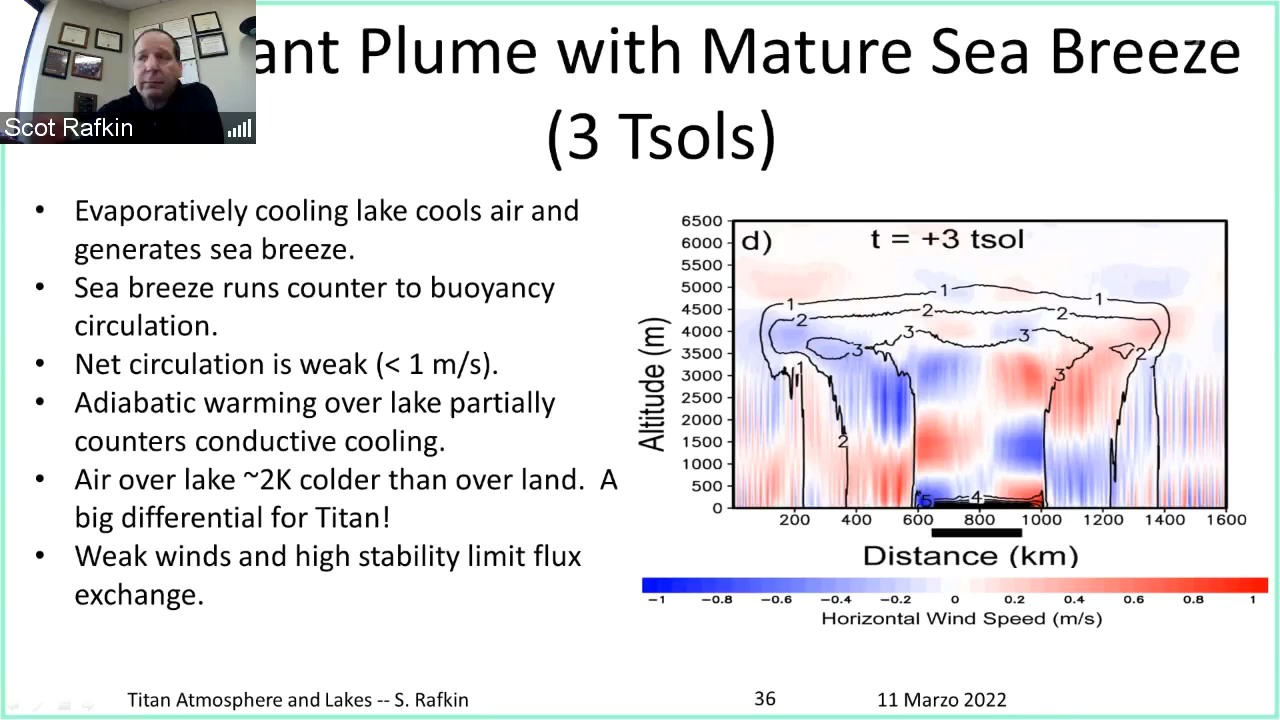 ant Plume with Mature Sea Breeze
(3 Tsols)
Scot Rafkin
• Evaporatively cooling lake cools air and
generates sea breeze.
• Sea breeze runs counter to buoyancy
circulation.
• Net circulation is weak (< 1 m/s).
• Adiabatic warming over lake partially
counters conductive cooling.
• Air over lake ~2K colder than over land. A
big differential for Titan!
• Weak winds and high stability limit flux
exchange.
d) t = +3 tsol
Altitude (m)
6500
6000
5500
5000
4500
4000
3500
3000
2500
2000
1500
1000
500
0
1 1 1
2 2 2
3 3
3 3 2
1
2
5 4
200 400 600 800 1000 1200 1400 1600
Distance (km)
−1 −0.8 −0.6 −0.4 −0.2 0 0.2 0.4 0.6 0.8 1
Horizontal Wind Speed (m/s)
Titan Atmosphere and Lakes -- S. Rafkin 36 11 Marzo 2022